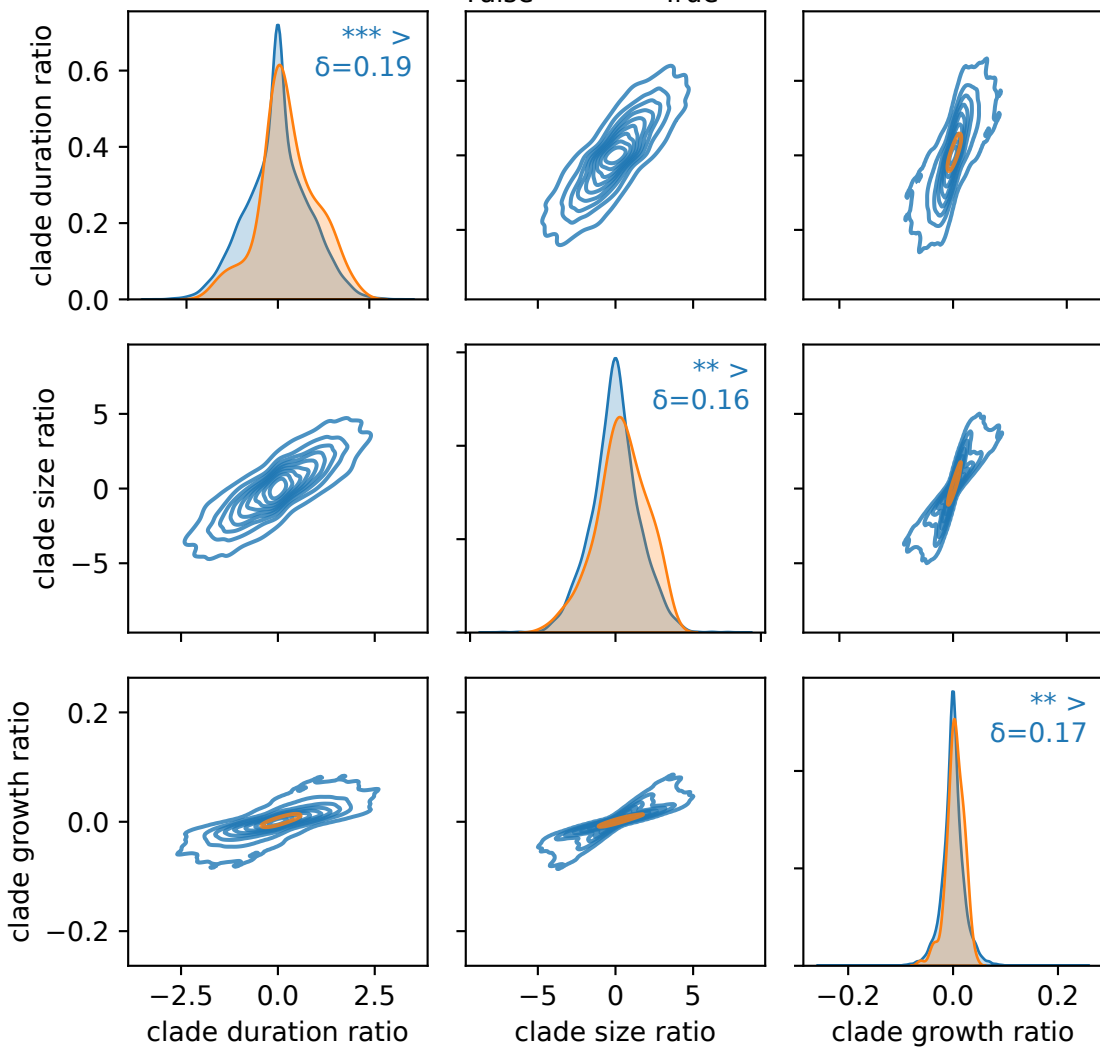 *** >
δ=0.19
clade duration ratio
0.6
0.4
0.2
0.0
clade size ratio
5
0
−5
** >
δ=0.16
clade growth ratio
0.2
0.0
−0.2
** >
δ=0.17
−2.5 0.0 2.5
−5 0 5
−0.2 0.0 0.2
clade duration ratio
clade size ratio
clade growth ratio